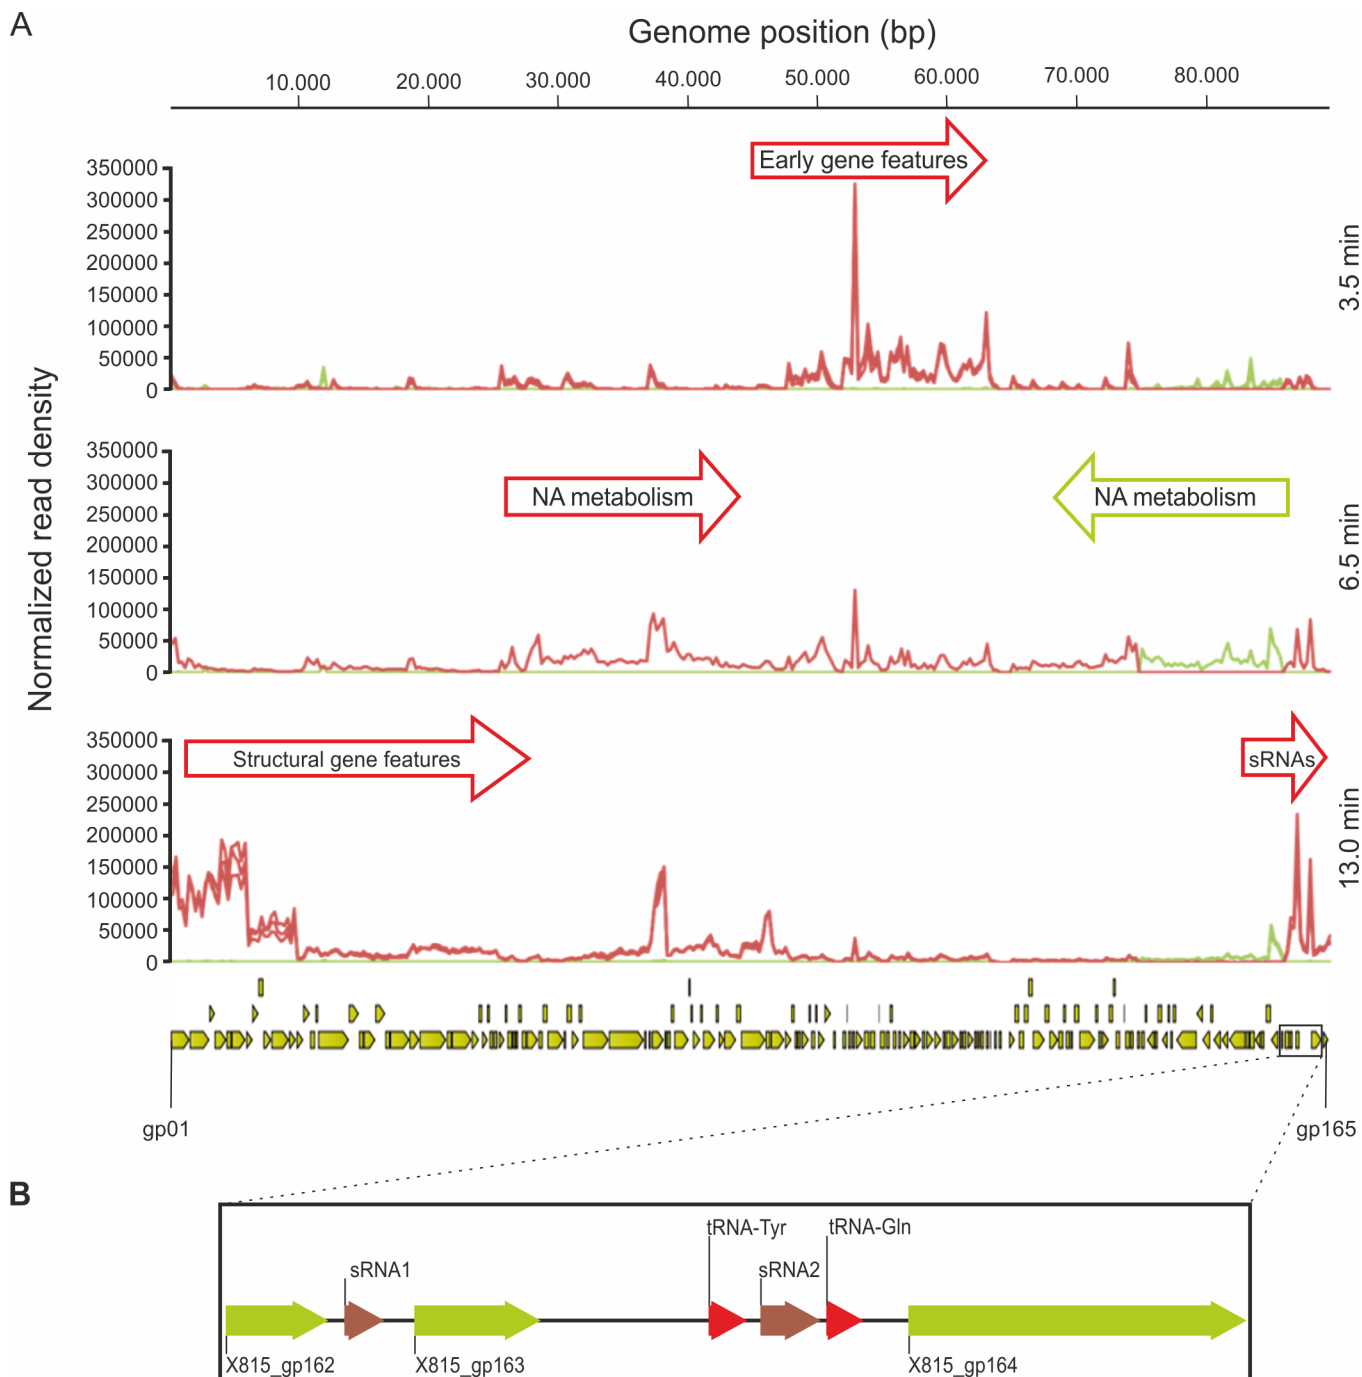 A
Genome position (bp)
10.000 20.000 30.000 40.000 50.000 60.000 70.000 80.000
Normalized read density
350000
300000
250000
200000
150000
100000
50000
0
Early gene features
3.5 min
350000
300000
250000
200000
150000
100000
50000
0
NA metabolism
NA metabolism
6.5 min
350000
300000
250000
200000
150000
100000
50000
0
Structural gene features
sRNAs
13.0 min
gp01
gp165
B
tRNA-Tyr tRNA-Gln
sRNA1 sRNA2
X815_gp162 X815_gp163 X815_gp164